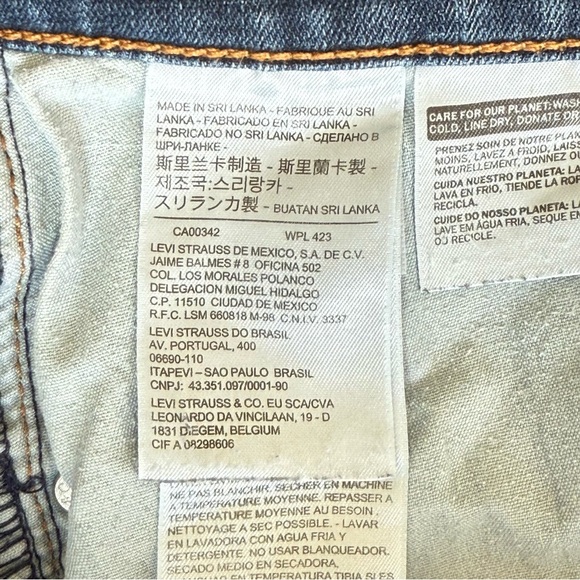 MADE IN SRI LANKA – FABRIQUE AU SRI
LANKA – FABRICADO EN SRI LANKA –
FABRICADO NO SRI LANKA – СДЕЛАНО В
ШРИ-ЛАНКЕ –
斯里兰卡制造 – 斯里蘭卡製 –
제조국:스리랑카 –
スリランカ製 – BUATAN SRI LANKA
CA00342 WPL 423
LEVI STRAUSS DE MEXICO, S.A. DE C.V.
JAIME BALMES # 8 OFICINA 502
COL. LOS MORALES POLANCO
DELEGACION MIGUEL HIDALGO
C.P. 11510 CIUDAD DE MEXICO
R.F.C. LSM 660818 M-98 C.N.I.V. 3337
LEVI STRAUSS DO BRASIL
AV. PORTUGAL, 400
06690-110
ITAPEVI – SAO PAULO BRASIL
CNPJ: 43.351.097/0001-90
LEVI STRAUSS & CO. EU SCA/CVA
LEONARDO DA VINCILAAN, 19 - D
1831 DIEGEM, BELGIUM
CIF A 08298606
NE PAS BLANCHIR. SECHER EN MACHINE
A TEMPERATURE MOYENNE. REPASSER A
TEMPERATURE MOYENNE AU BESOIN.
NETTOYAGE A SEC POSSIBLE. - LAVAR
EN LAVADORA CON AGUA FRIA Y
DETERGENTE. NO USAR BLANQUEADOR.
SECADO MEDIO EN SECADORA.
A TEMPERATURA TIBIA SI ES
CARE FOR OUR PLANET: WASH
COLD, LINE DRY, DONATE OR
PRENEZ SOIN DE NOTRE PLAN
MOINS, LAVEZ A FROID, LAISS
NATURELLEMENT, DONNEZ OU
CUIDA NUESTRO PLANETA: LA
LAVA EN FRIO, TIENDE LA ROP
RECICLA.
CUIDE DO NOSSO PLANETA: LA
LAVE EM ÁGUA FRIA, SEQUE EM
OU RECICLE.